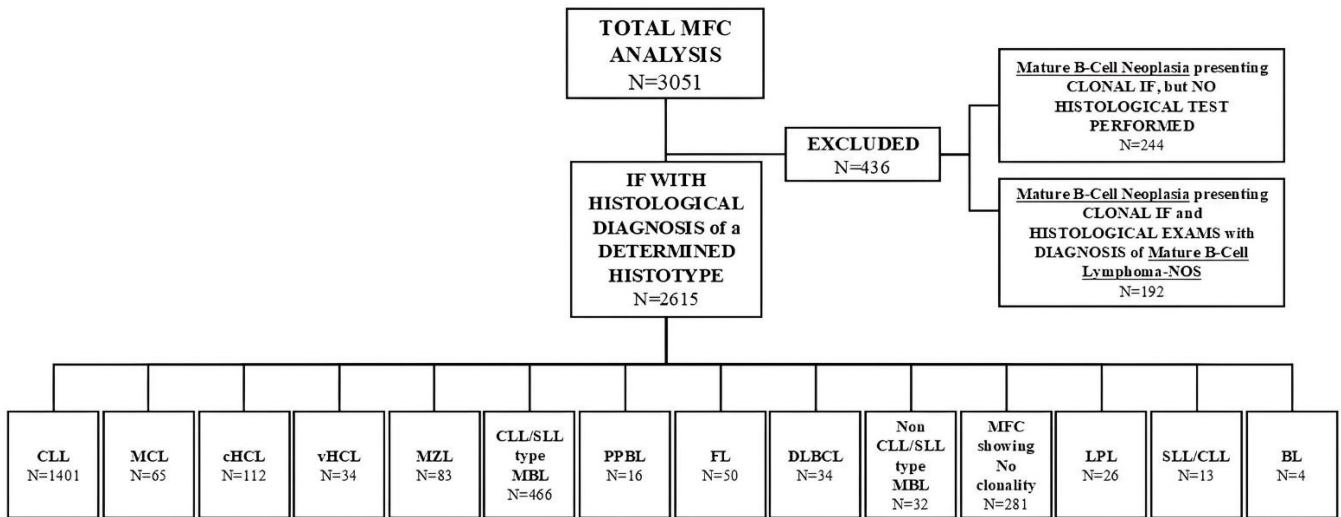 TOTAL MFC
ANALYSIS
N=3051
EXCLUDED
N=436
Mature B-Cell Neoplasia presenting
CLONAL IF, but NO
HISTOLOGICAL TEST
PERFORMED
N=244
Mature B-Cell Neoplasia presenting
CLONAL IF and
HISTOLOGICAL EXAMS with
DIAGNOSIS of Mature B-Cell
Lymphoma-NOS
N=192
IF WITH
HISTOLOGICAL
DIAGNOSIS of a
DETERMINED
HISTOTYPE
N=2615
CLL
N=1401
MCL
N=65
cHCL
N=112
vHCL
N=34
MZL
N=83
CLL/SLL
type
MBL
N=466
PPBL
N=16
FL
N=50
DLBCL
N=34
Non
CLL/SLL
type
MBL
N=32
MFC
showing
No
clonality
N=281
LPL
N=26
SLL/CLL
N=13
BL
N=4